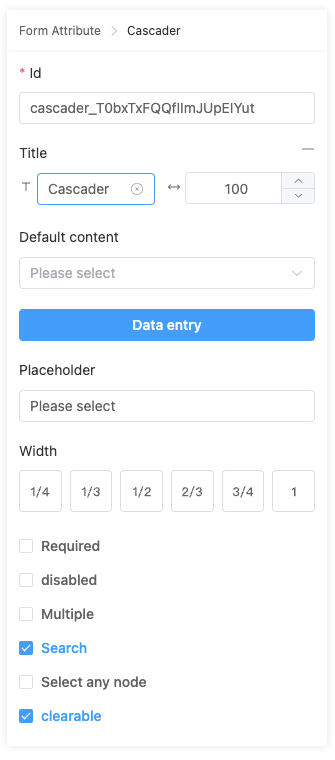 Form Attribute > Cascader
* Id
cascader_T0bxTxFQQflImJUpElYut
Title
T Cascader 100
Default content
Please select
Data entry
Placeholder
Please select
Width
1/4 1/3 1/2 2/3 3/4 1
Required
disabled
Multiple
Search
Select any node
clearable